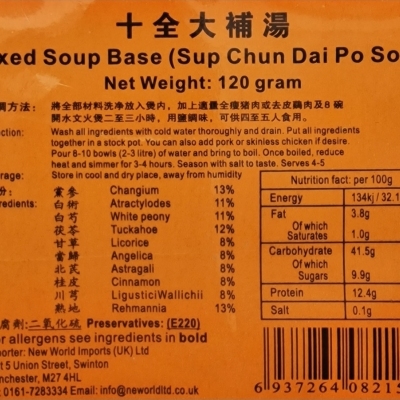 十全大補湯
xed Soup Base (Sup Chun Dai Po So
Net Weight: 120 gram
調方法: 將全部材料洗净放入煲内，加上適量全瘦豬肉或去皮鷄肉及8碗
開水文火煲二至三小時，用鹽調味，可供四至五人食用。
ection: Wash all ingredients with cold water thoroughly and drain. Put all ingredients
together in a stock pot. You can also add pork or skinless chicken if desire.
Pour 8-10 bowls (2-3 litre) of water and bring to boil. Once boiled, reduce
heat and simmer for 3-4 hours. Season with salt to taste. Serves 4-5
rage: Store in cool and dry place, away from humidity
份:
redients:
黨參 Changium 13%
白術 Atractylodes 11%
白芍 White peony 11%
茯苓 Tuckahoe 12%
甘草 Licorice 8%
當歸 Angelica 8%
北芪 Astragali 8%
桂皮 Cinnamon 8%
川芎 LigusticiWallichii 8%
熟地 Rehmannia 13%
Nutrition fact: per 100g
Energy 134kj / 32.1
Fat 3.8g
Of which
Saturates 1.0g
Carbohydrate 41.5g
Of which
Sugars 9.9g
Protein 12.4g
Salt 0.1g
腐劑: 二氧化硫 Preservatives: (E220)
r allergens see ingredients in bold
porter: New World Imports (UK) Ltd
t 5 Union Street, Swinton
nchester, M27 4HL
: 0161-7283334 Email: info@neworldltd.co.uk
6 937264 08215